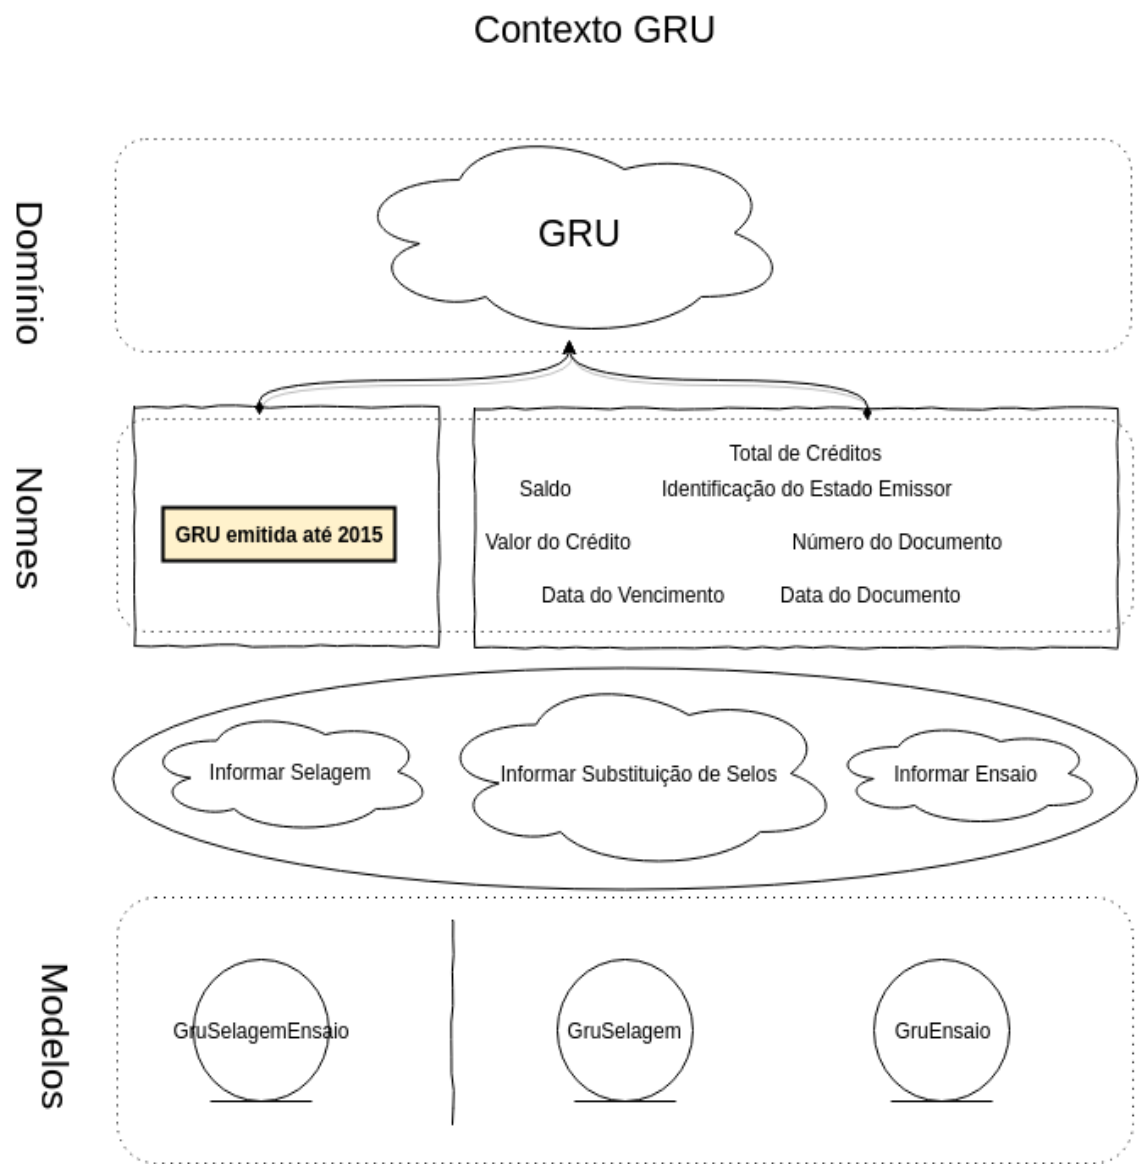 Contexto GRU
Domínio
GRU
Nomes
GRU emitida até 2015
Total de Créditos
Saldo
Identificação do Estado Emissor
Valor do Crédito
Número do Documento
Data do Vencimento
Data do Documento
Informar Selagem
Informar Substituição de Selos
Informar Ensaio
Modelos
GruSelagemEnsaio
GruSelagem
GruEnsaio